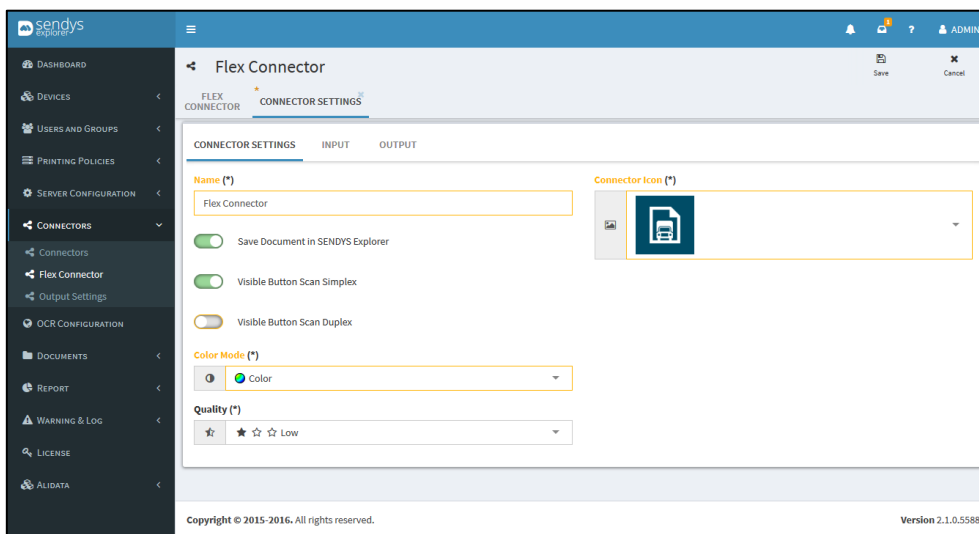 sendys
explorer
1
?
ADMIN
DASHBOARD
DEVICES
USERS AND GROUPS
PRINTING POLICIES
SERVER CONFIGURATION
CONNECTORS
Connectors
Flex Connector
Output Settings
OCR CONFIGURATION
DOCUMENTS
REPORT
WARNING & LOG
LICENSE
ALIDATA
Flex Connector
Save
Cancel
FLEX
CONNECTOR
CONNECTOR SETTINGS
CONNECTOR SETTINGS INPUT OUTPUT
Name (*)
Flex Connector
Save Document in SENDYS Explorer
Visible Button Scan Simplex
Visible Button Scan Duplex
Color Mode (*)
Color
Quality (*)
Low
Connector Icon (*)
Copyright © 2015-2016. All rights reserved.
Version 2.1.0.5588